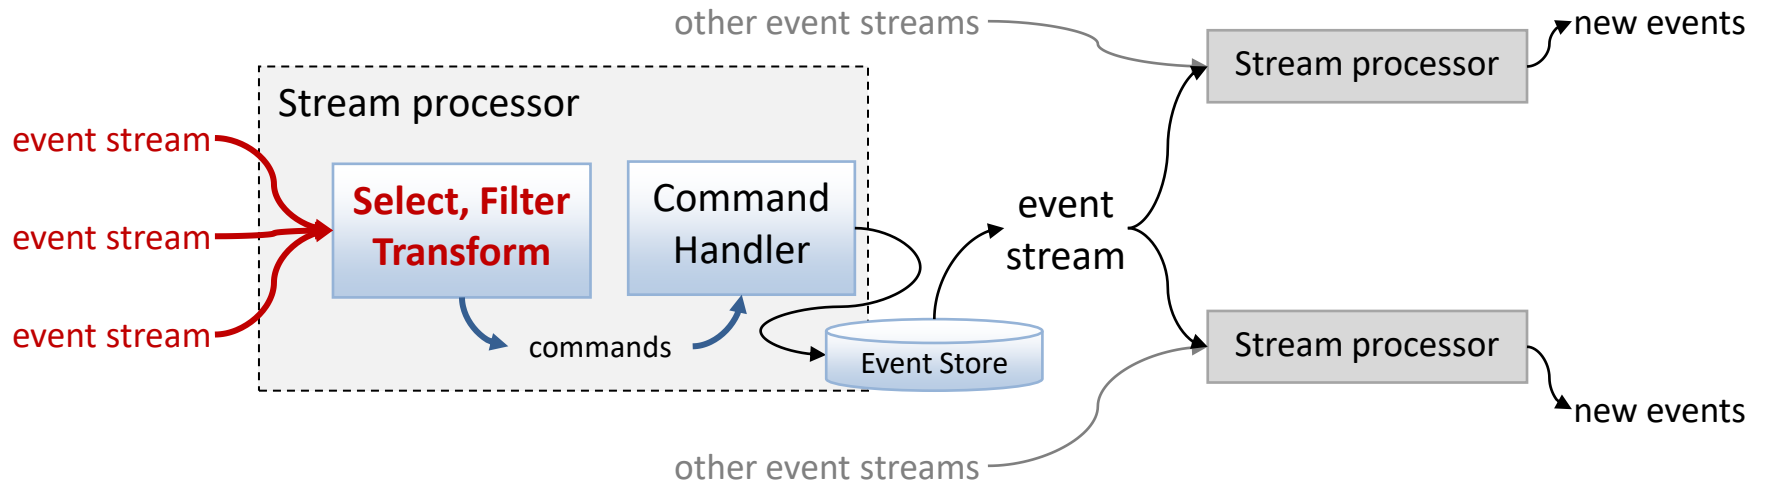 other event streams
new events
Stream processor
Stream processor
event stream
event stream
event stream
Select, Filter
Transform
Command
Handler
commands
Event Store
event
stream
Stream processor
new events
other event streams